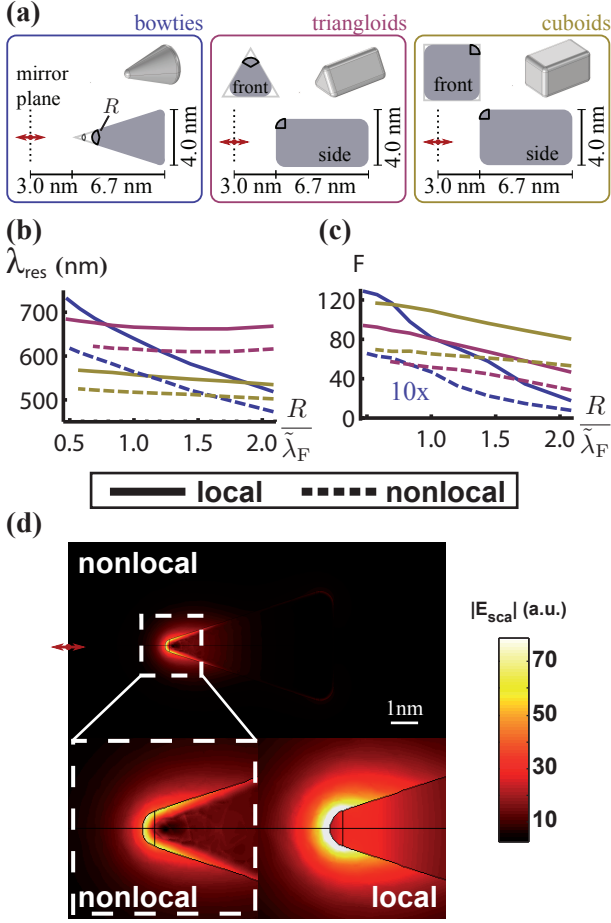 (a)
bowties
triangloids
cuboids
mirror
plane
R
4.0 nm
3.0 nm
6.7 nm
front
side
4.0 nm
3.0 nm
6.7 nm
front
side
4.0 nm
3.0 nm
6.7 nm
(b)
λres (nm)
700
600
500
0.5 1.0 1.5 2.0
R
λ̃F
(c)
F
120
80
40
0
10x
1.0 1.5 2.0
R
λ̃F
local nonlocal
(d)
nonlocal
1nm
nonlocal
local
|Esca| (a.u.)
70
50
30
10